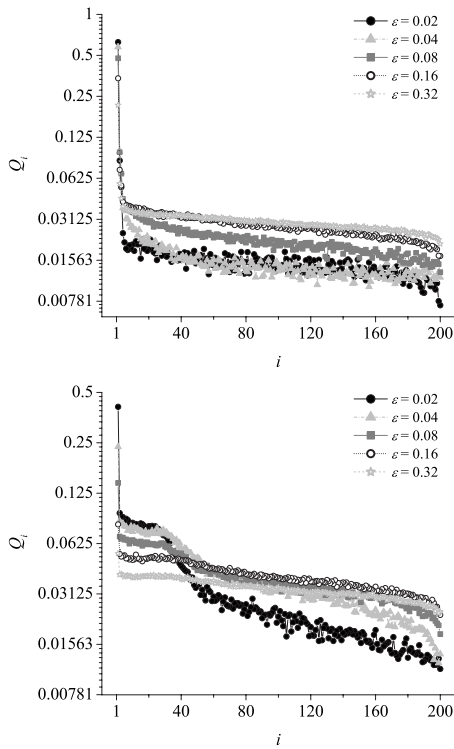 1
0.5
0.25
0.125
0.0625
0.03125
0.01563
0.00781
Qi
ε = 0.02
ε = 0.04
ε = 0.08
ε = 0.16
ε = 0.32
1 40 80 120 160 200
i
0.5
0.25
0.125
0.0625
0.03125
0.01563
0.00781
Qi
ε = 0.02
ε = 0.04
ε = 0.08
ε = 0.16
ε = 0.32
1 40 80 120 160 200
i